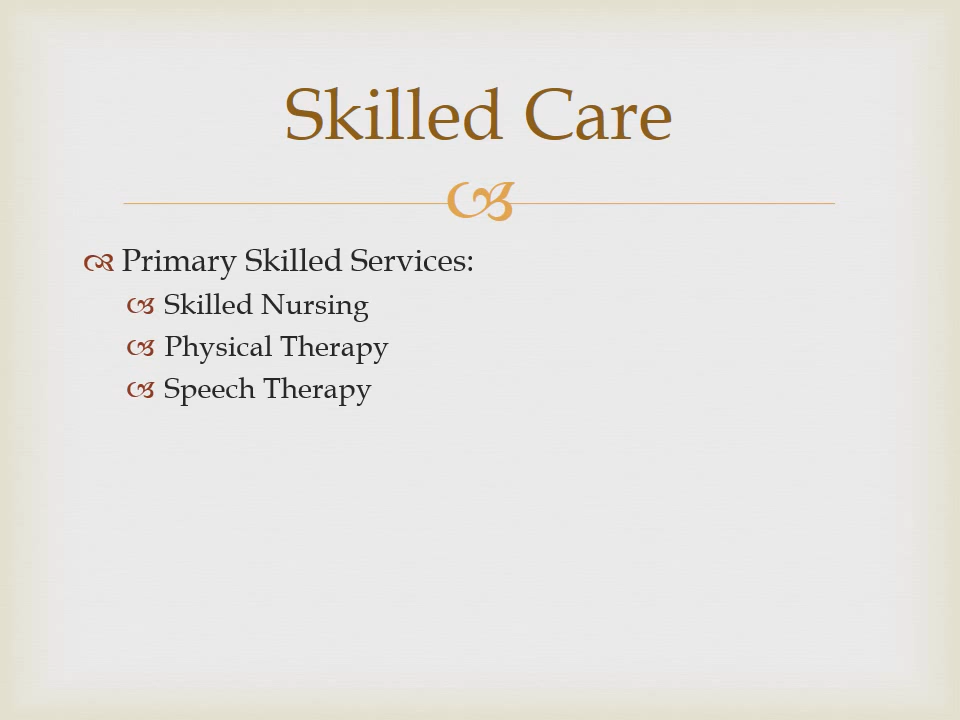 Skilled Care
Primary Skilled Services:
Skilled Nursing
Physical Therapy
Speech Therapy